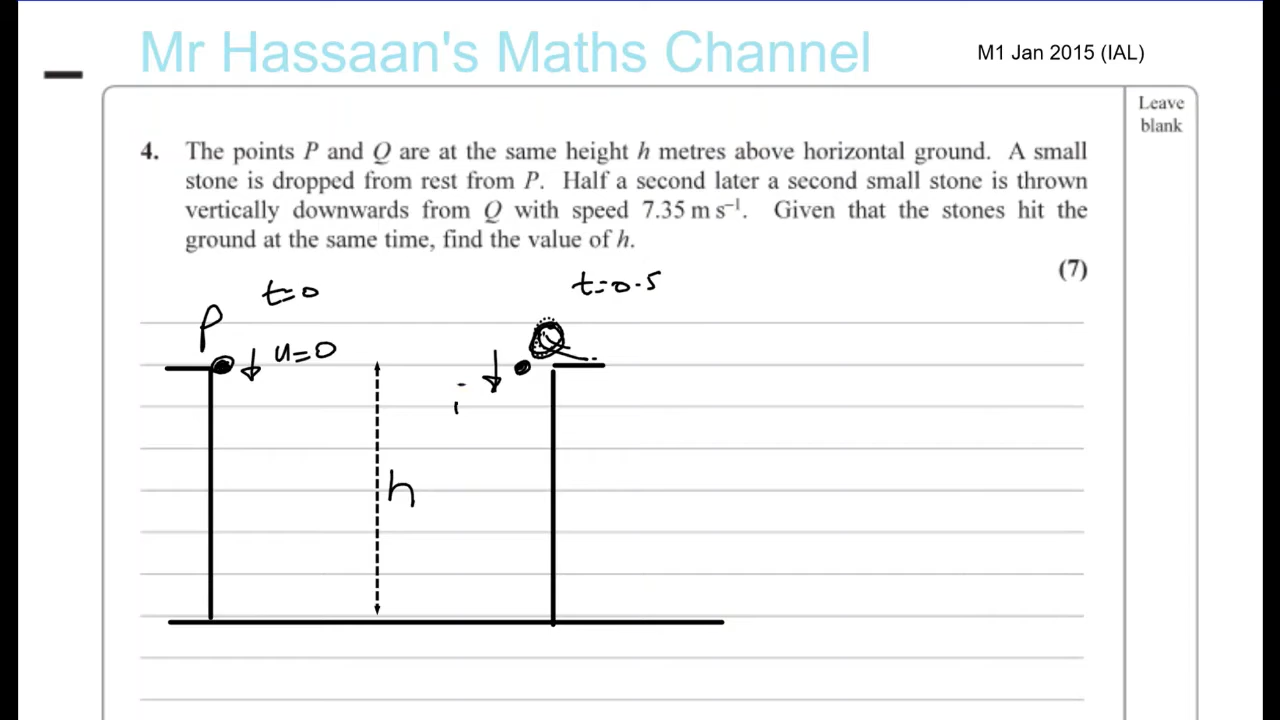 Mr Hassaan's Maths Channel
M1 Jan 2015 (IAL)
Leave
blank
4. The points P and Q are at the same height h metres above horizontal ground. A small
stone is dropped from rest from P. Half a second later a second small stone is thrown
vertically downwards from Q with speed 7.35 m s⁻¹. Given that the stones hit the
ground at the same time, find the value of h.
(7)
t=0
t=0.5
P
Q
u=0
h